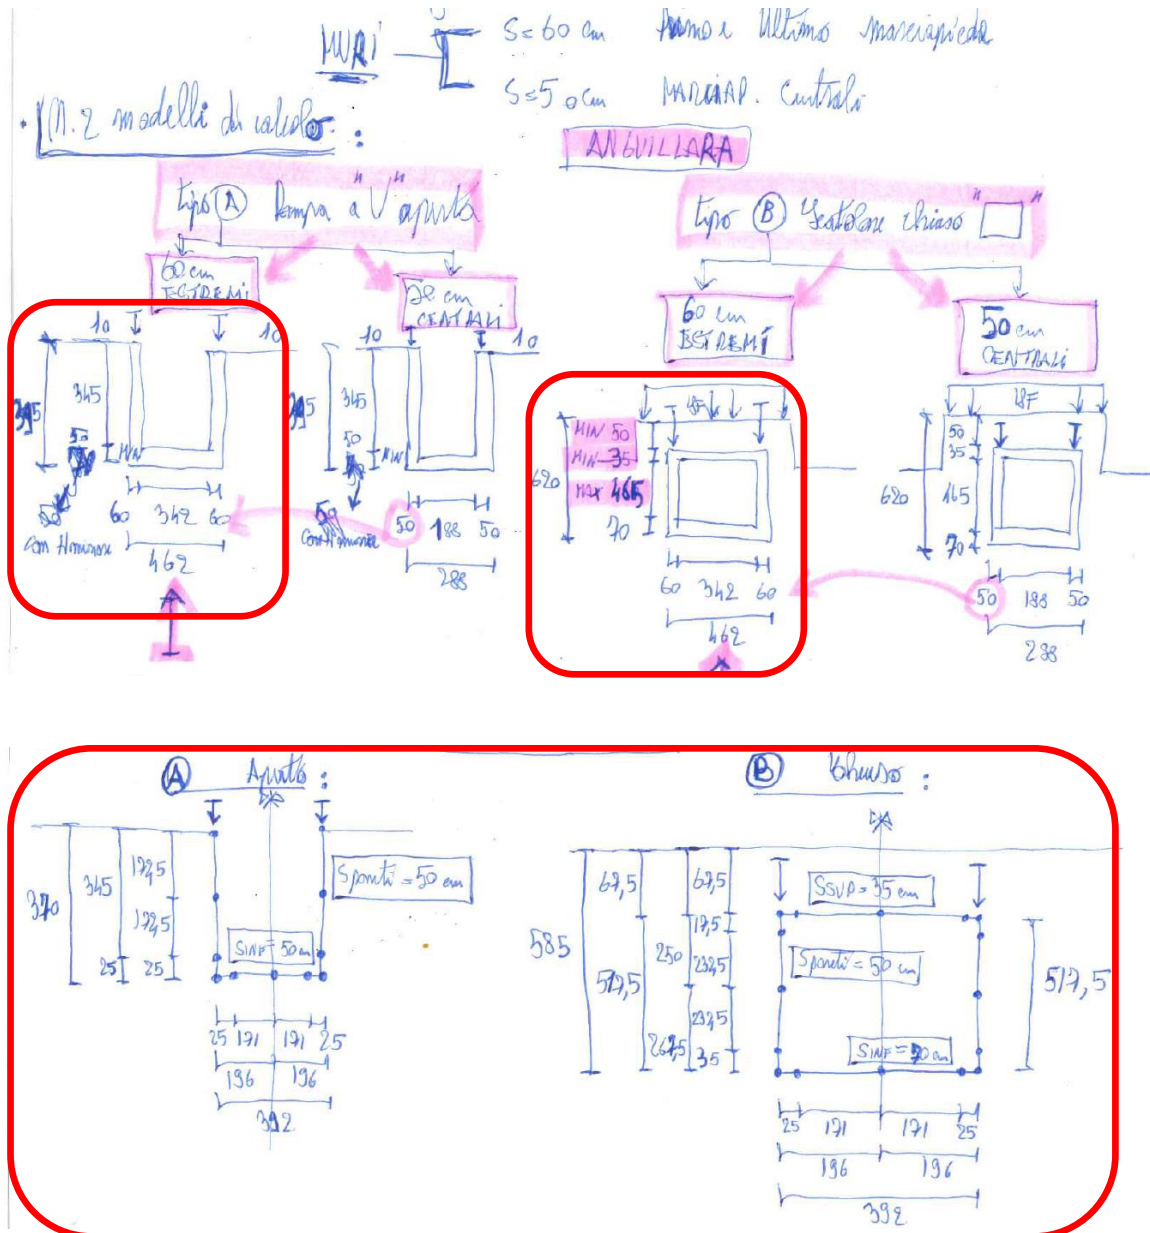 MURI
S=60 cm Primo e Ultimo marciapiede
S=50 cm MARCIAP. Centrali
N. 2 modelli di calcolo :
ANGUILLARA
tipo A Rampa a "U" aperta
tipo B Scatolare chiuso " "
60 cm
ESTREMI
CENTRALI
60 cm
ESTREMI
50 cm
CENTRALI
10
10
345
50
MIN
60 342 60
462
10
10
345
50
MIN
50 188 50
288
MIN 50
MIN 35
MAX 465
620
70
60 342 60
462
50
35
465
620
70
50 188 50
288
A Aperto :
370
345
172,5
172,5
25 25
S pareti = 50 cm
SINF = 50 cm
25 171 171 25
196 196
392
B Chiuso :
585
67,5
517,5
250
267,5
67,5
17,5
232,5
232,5
35
SSUP = 35 cm
S pareti = 50 cm
SINF = 70 cm
517,5
25 171 171 25
196 196
392